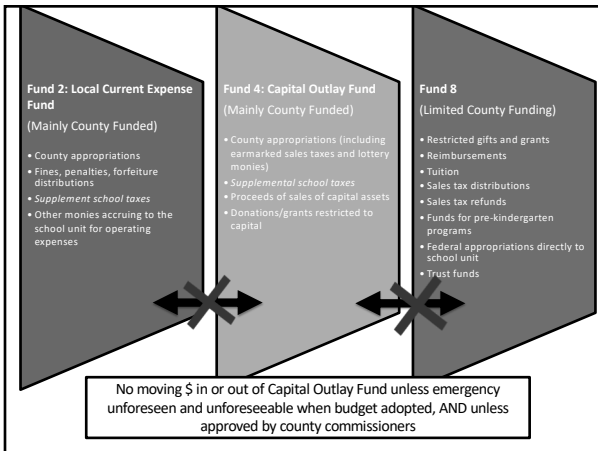 Fund 2: Local Current Expense
Fund
(Mainly County Funded)
• County appropriations
• Fines, penalties, forfeiture
distributions
• Supplement school taxes
• Other monies accruing to the
school unit for operating
expenses
Fund 4: Capital Outlay Fund
(Mainly County Funded)
• County appropriations (including
earmarked sales taxes and lottery
monies)
• Supplemental school taxes
• Proceeds of sales of capital assets
• Donations/grants restricted to
capital
Fund 8
(Limited County Funding)
• Restricted gifts and grants
• Reimbursements
• Tuition
• Sales tax distributions
• Sales tax refunds
• Funds for pre-kindergarten
programs
• Federal appropriations directly to
school unit
• Trust funds
No moving $ in or out of Capital Outlay Fund unless emergency
unforeseen and unforeseeable when budget adopted, AND unless
approved by county commissioners